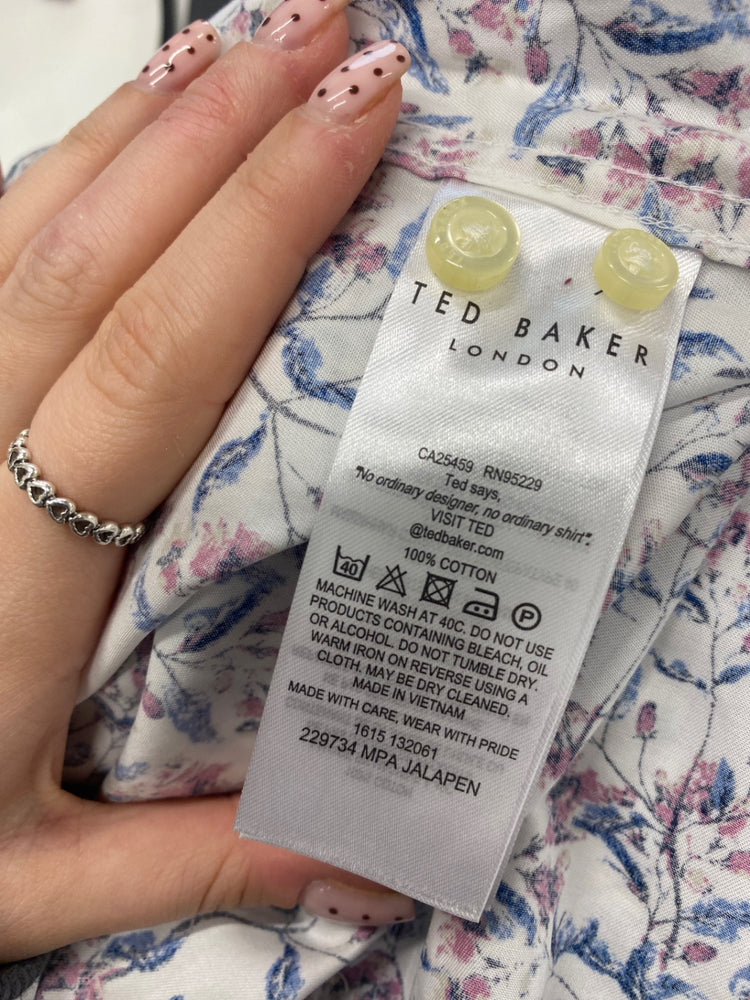 TED BAKER
LONDON
CA25459 RN95229
Ted says,
"No ordinary designer, no ordinary shirt".
VISIT TED
@tedbaker.com
100% COTTON
40 P
MACHINE WASH AT 40C. DO NOT USE
PRODUCTS CONTAINING BLEACH, OIL
OR ALCOHOL. DO NOT TUMBLE DRY.
WARM IRON ON REVERSE USING A
CLOTH. MAY BE DRY CLEANED.
MADE IN VIETNAM
MADE WITH CARE, WEAR WITH PRIDE
1615 132061
229734 MPA JALAPEN